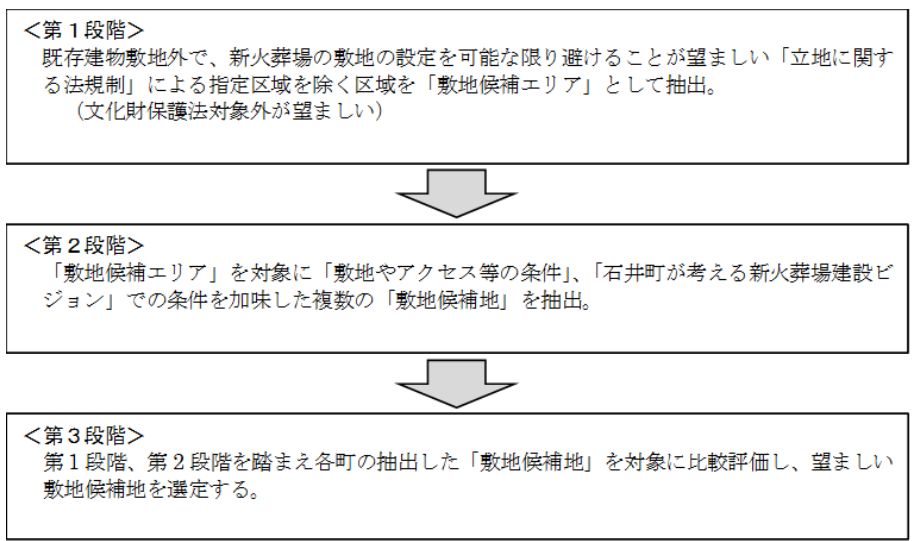 ＜第１段階＞
既存建物敷地外で、新火葬場の敷地の設定を可能な限り避けることが望ましい「立地に関す
る法規制」による指定区域を除く区域を「敷地候補エリア」として抽出。
（文化財保護法対象外が望ましい）
＜第２段階＞
「敷地候補エリア」を対象に「敷地やアクセス等の条件」、「石井町が考える新火葬場建設ビ
ジョン」での条件を加味した複数の「敷地候補地」を抽出。
＜第３段階＞
第１段階、第２段階を踏まえ各町の抽出した「敷地候補地」を対象に比較評価し、望ましい
敷地候補地を選定する。